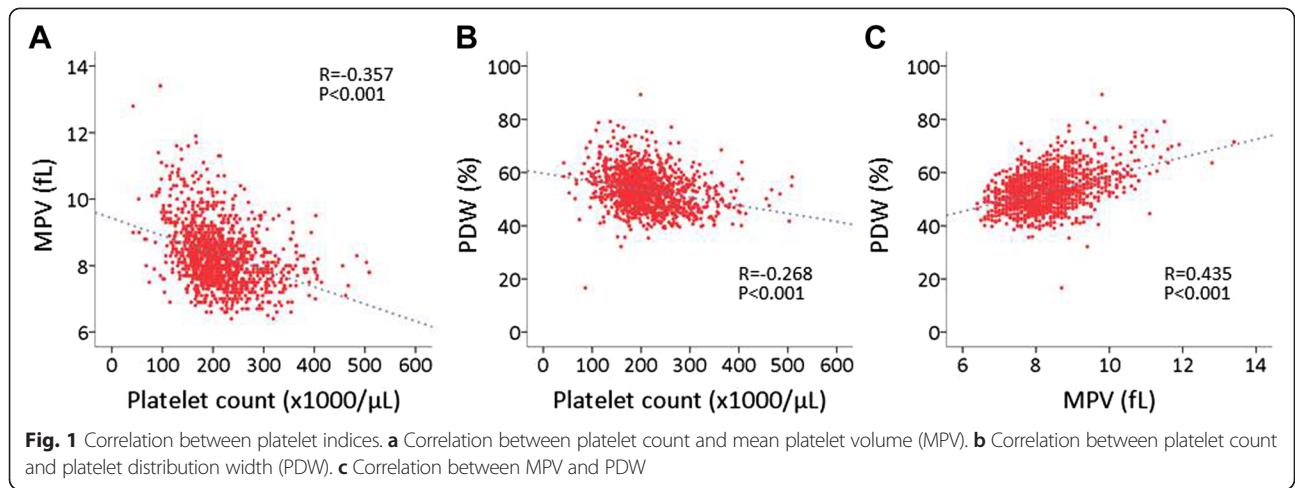 A
MPV (fL)
14
12
10
8
6
R=-0.357
P<0.001
0 100 200 300 400 500 600
Platelet count (x1000/μL)
B
PDW (%)
100
80
60
40
20
0
R=-0.268
P<0.001
0 100 200 300 400 500 600
Platelet count (x1000/μL)
C
PDW (%)
100
80
60
40
20
0
R=0.435
P<0.001
6 8 10 12 14
MPV (fL)
Fig. 1 Correlation between platelet indices. a Correlation between platelet count and mean platelet volume (MPV). b Correlation between platelet count
and platelet distribution width (PDW). c Correlation between MPV and PDW